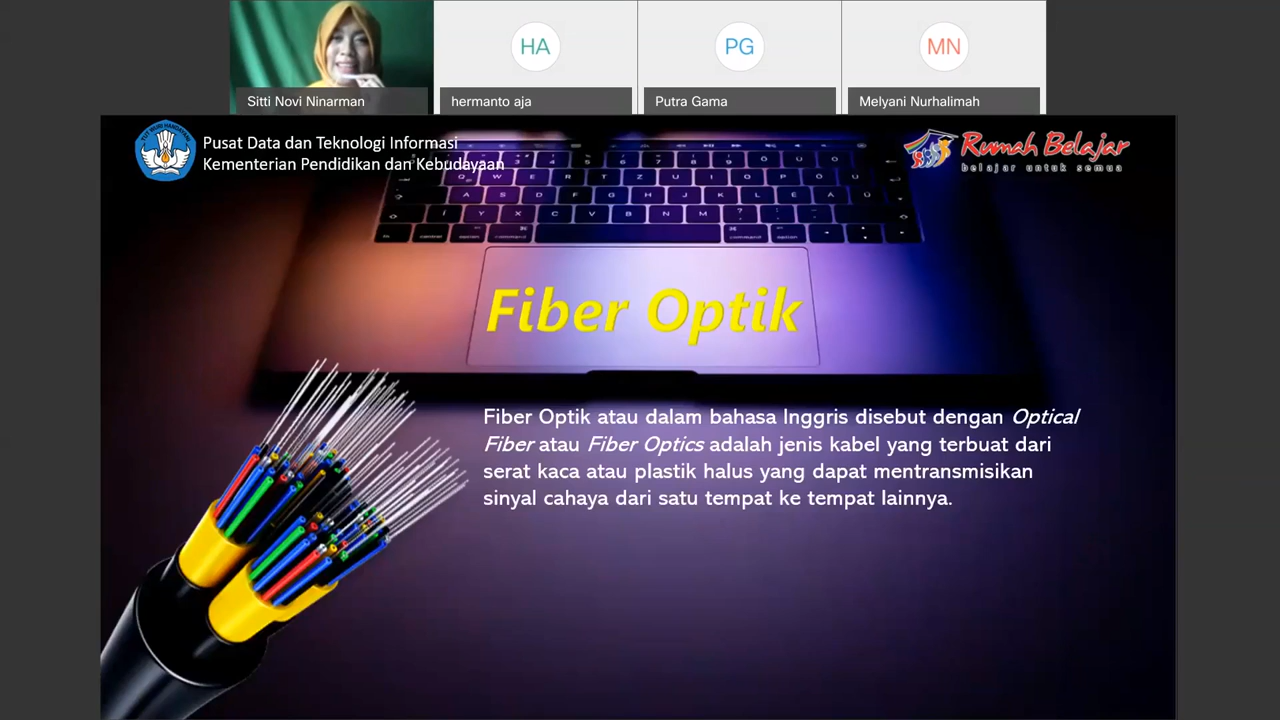 HA
PG
MN
Sitti Novi Ninarman
hermanto aja
Putra Gama
Melyani Nurhalimah
Pusat Data dan Teknologi Informasi
Kementerian Pendidikan dan Kebudayaan
Rumah Belajar
belajar untuk semua
Fiber Optik
Fiber Optik atau dalam bahasa Inggris disebut dengan Optical
Fiber atau Fiber Optics adalah jenis kabel yang terbuat dari
serat kaca atau plastik halus yang dapat mentransmisikan
sinyal cahaya dari satu tempat ke tempat lainnya.